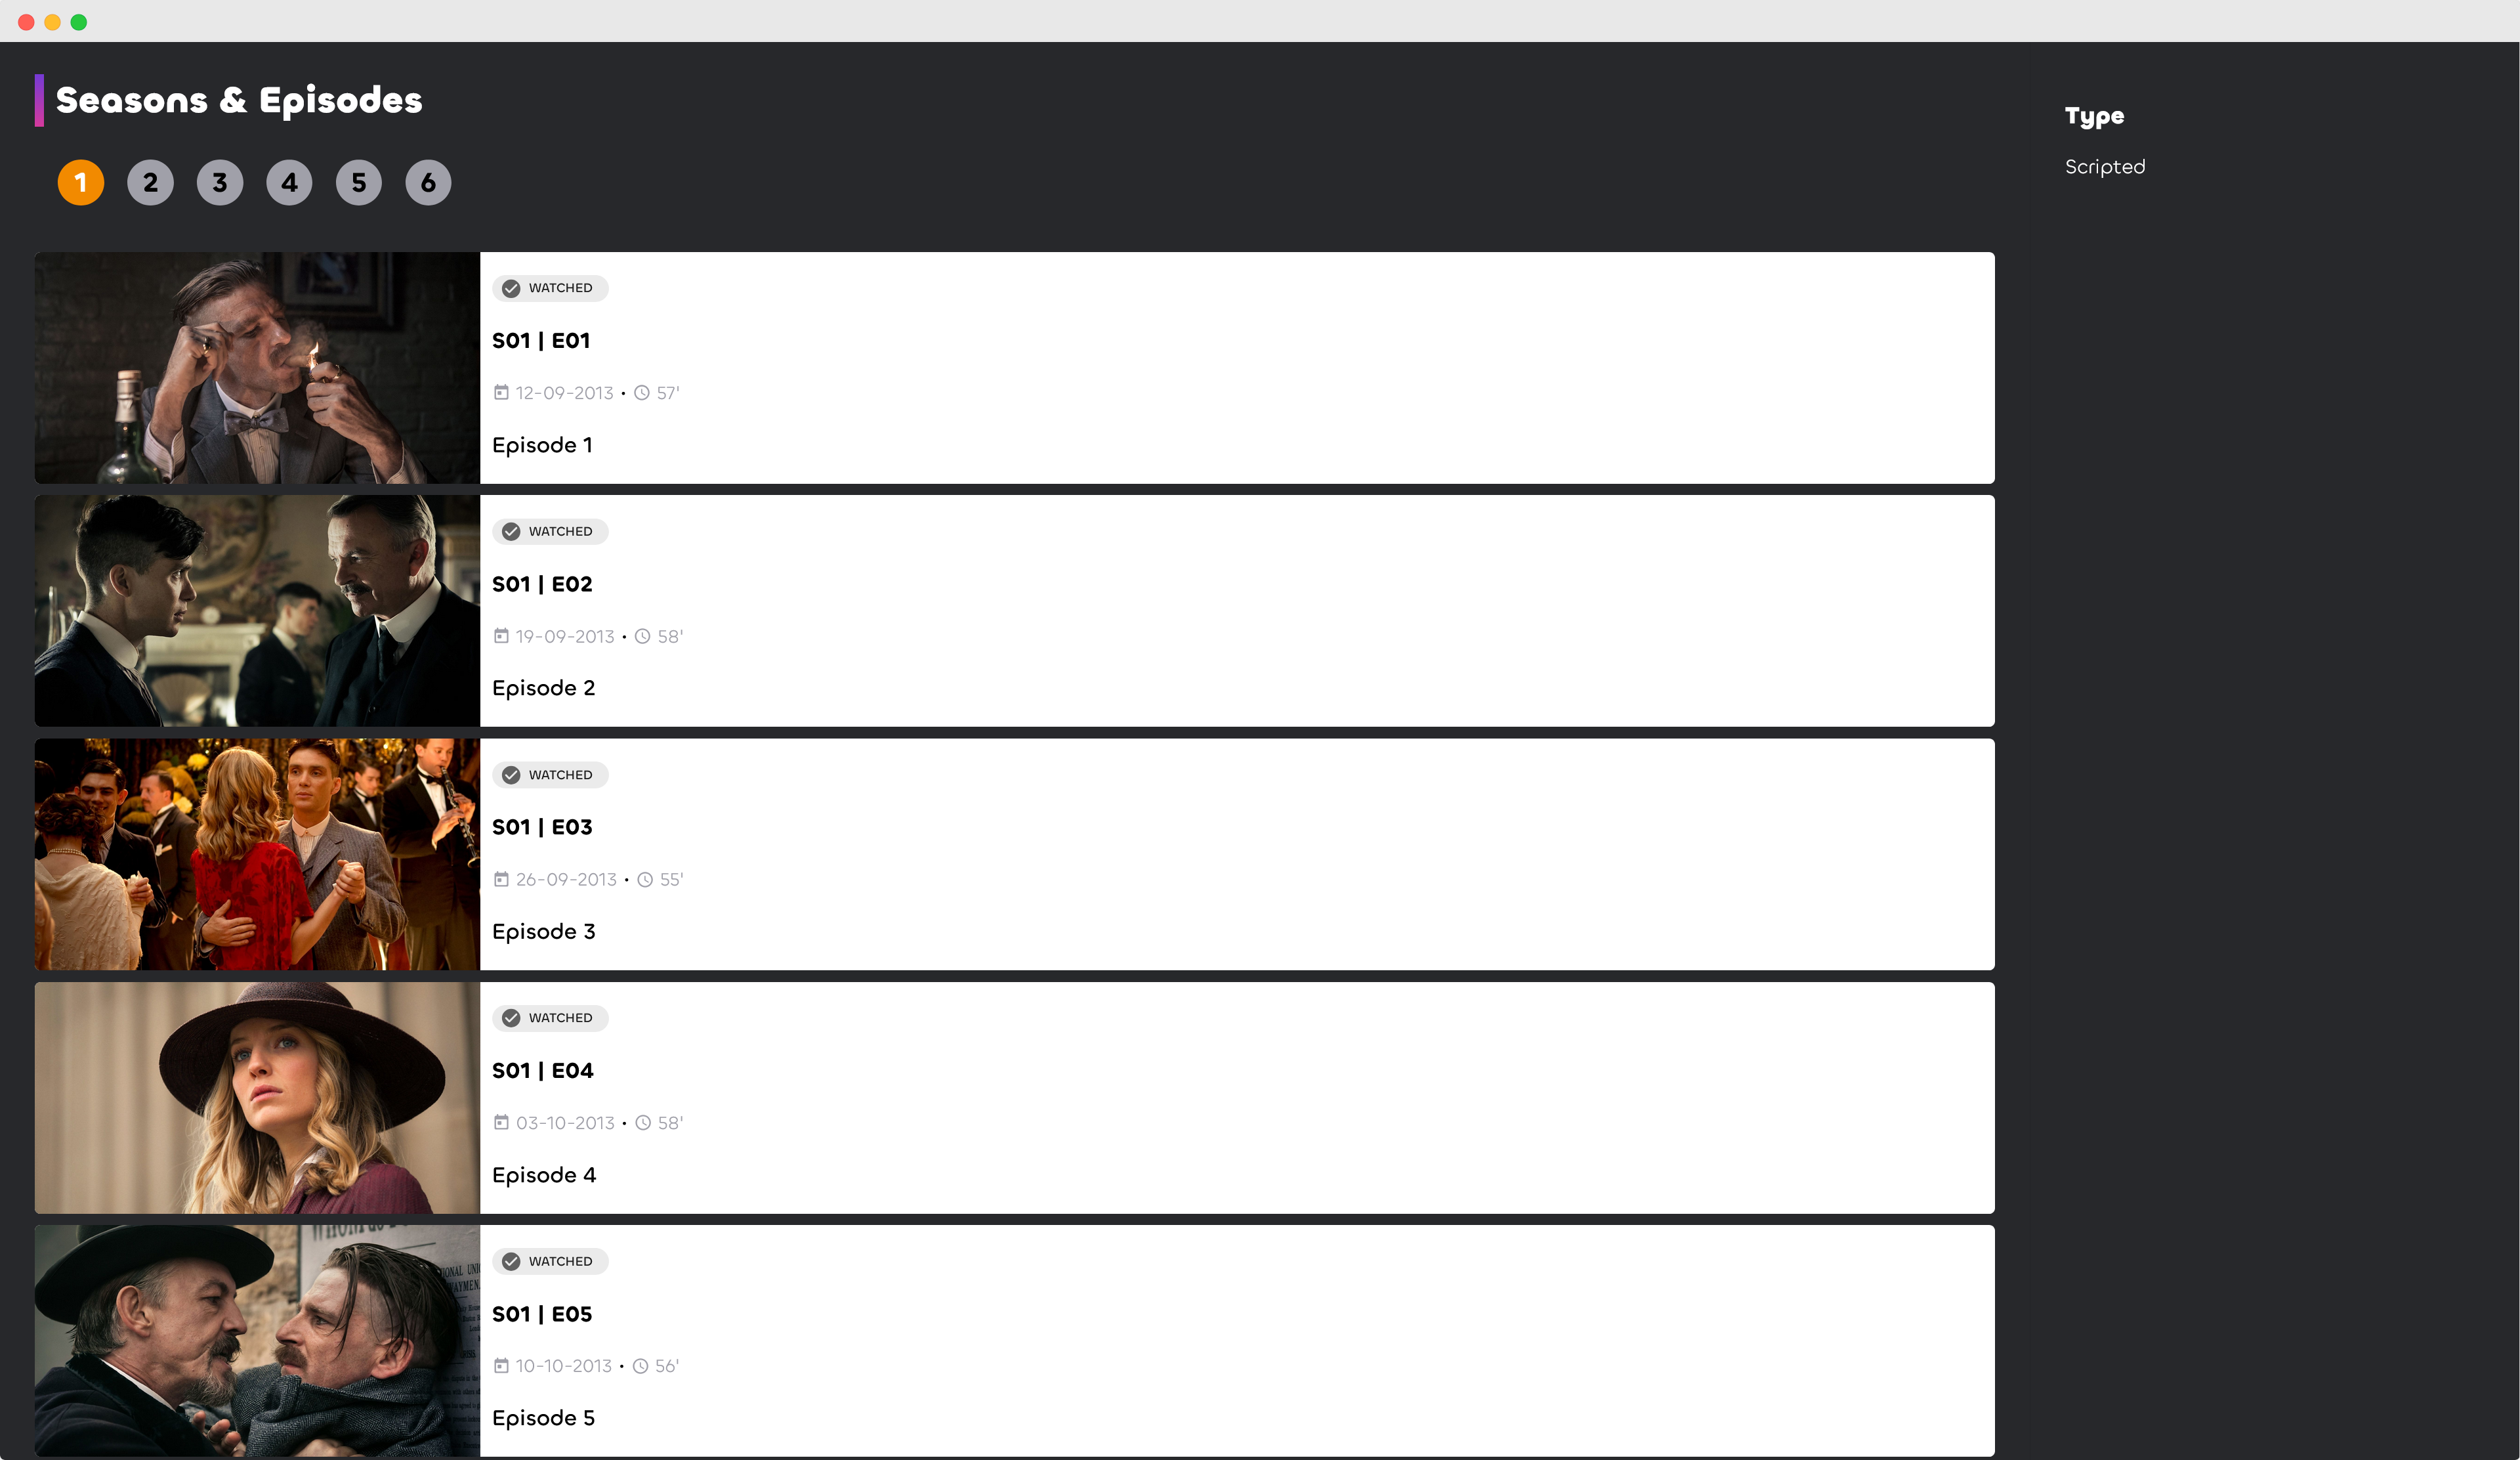 Seasons & Episodes
1 2 3 4 5 6
WATCHED
S01 | E01
12-09-2013 • 57'
Episode 1
WATCHED
S01 | E02
19-09-2013 • 58'
Episode 2
WATCHED
S01 | E03
26-09-2013 • 55'
Episode 3
WATCHED
S01 | E04
03-10-2013 • 58'
Episode 4
WATCHED
S01 | E05
10-10-2013 • 56'
Episode 5
Type
Scripted